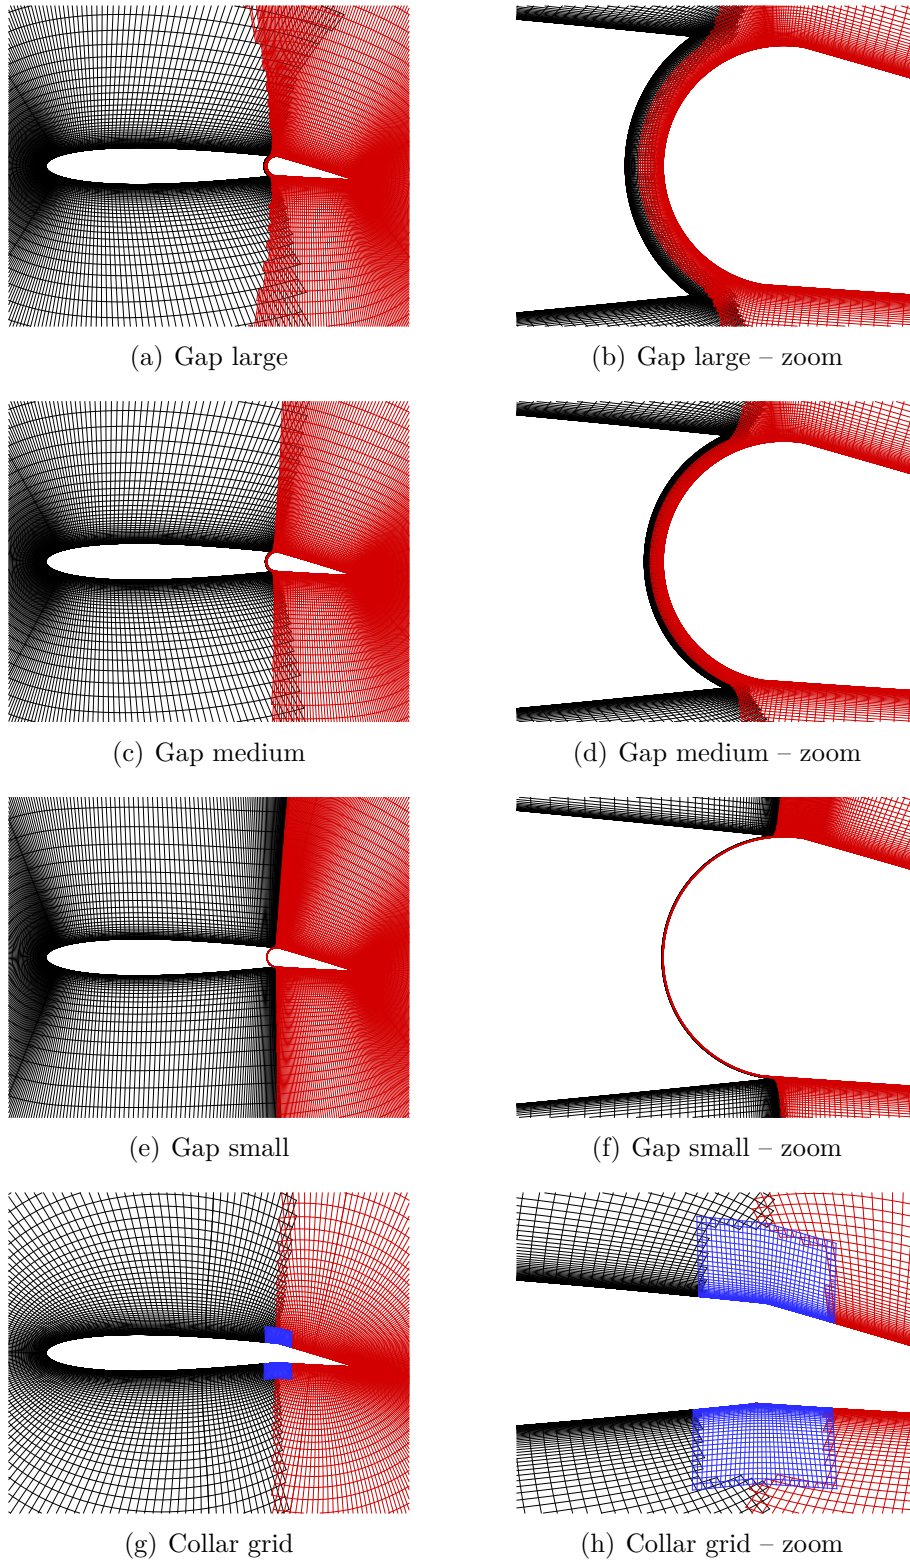 (a) Gap large
(b) Gap large – zoom
(c) Gap medium
(d) Gap medium – zoom
(e) Gap small
(f) Gap small – zoom
(g) Collar grid
(h) Collar grid – zoom